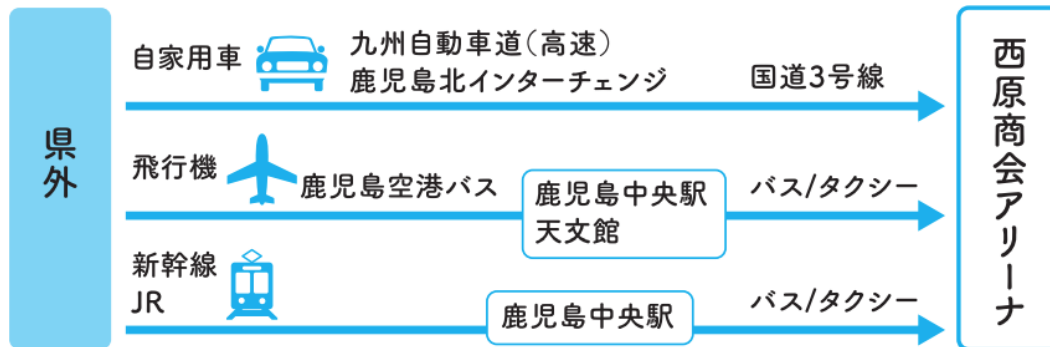 県外
自家用車
九州自動車道(高速)
鹿児島北インターチェンジ
国道3号線
飛行機
鹿児島空港バス
鹿児島中央駅
天文館
バス/タクシー
新幹線
JR
鹿児島中央駅
バス/タクシー
西原商会アリーナ